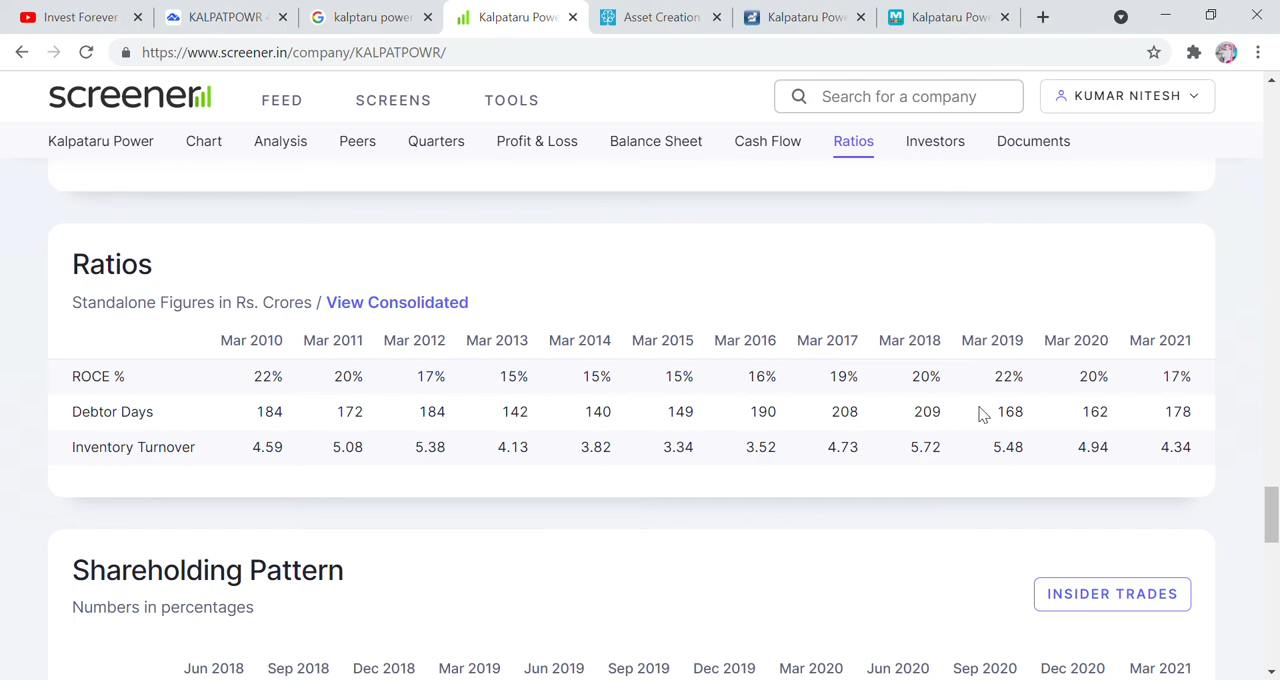 Invest Forever KALPATPOWR 4 kalptaru power Kalpataru Powe Asset Creation Kalpataru Powe Kalpataru Powe
https://www.screener.in/company/KALPATPOWR/
screener FEED SCREENS TOOLS Search for a company KUMAR NITESH
Kalpataru Power Chart Analysis Peers Quarters Profit & Loss Balance Sheet Cash Flow Ratios Investors Documents
Ratios
Standalone Figures in Rs. Crores / View Consolidated
Mar 2010 Mar 2011 Mar 2012 Mar 2013 Mar 2014 Mar 2015 Mar 2016 Mar 2017 Mar 2018 Mar 2019 Mar 2020 Mar 2021
ROCE % 22% 20% 17% 15% 15% 15% 16% 19% 20% 22% 20% 17%
Debtor Days 184 172 184 142 140 149 190 208 209 168 162 178
Inventory Turnover 4.59 5.08 5.38 4.13 3.82 3.34 3.52 4.73 5.72 5.48 4.94 4.34
Shareholding Pattern
Numbers in percentages
INSIDER TRADES
Jun 2018 Sep 2018 Dec 2018 Mar 2019 Jun 2019 Sep 2019 Dec 2019 Mar 2020 Jun 2020 Sep 2020 Dec 2020 Mar 2021